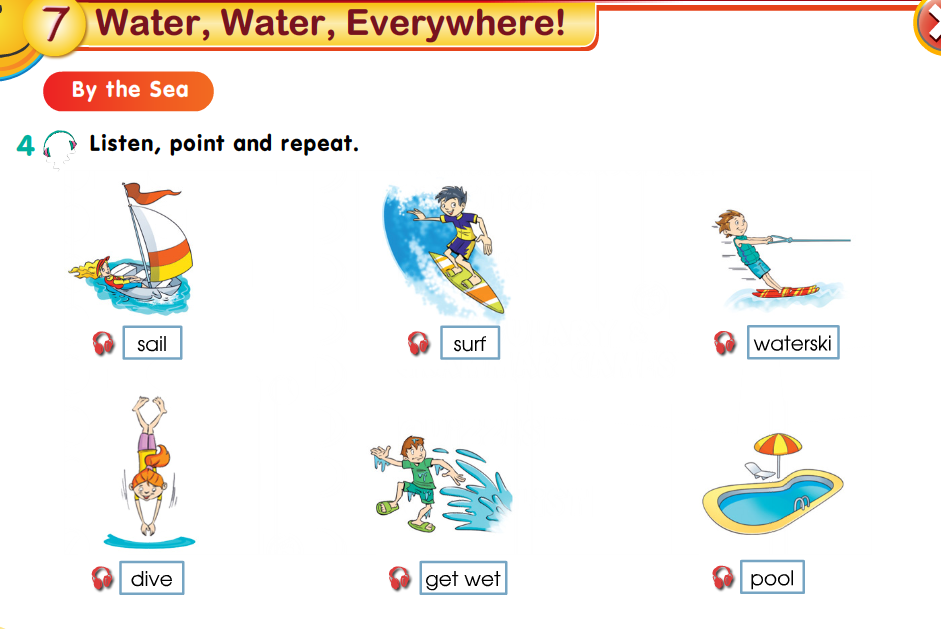 7 Water, Water, Everywhere!
By the Sea
4 Listen, point and repeat.
sail surf waterski
dive get wet pool